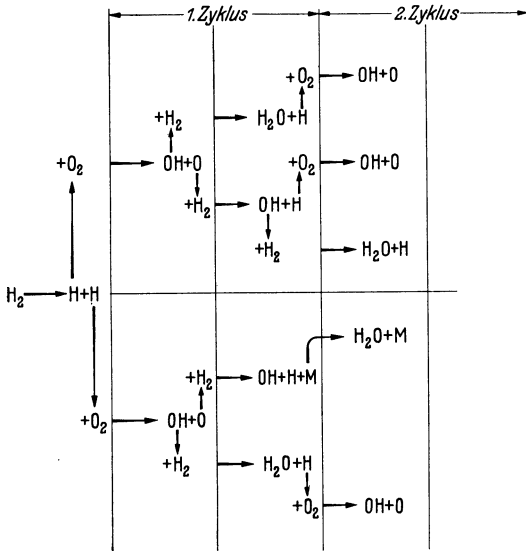 1.Zyklus 2.Zyklus
+O₂ OH+O
+H₂ H₂O+H
+O₂ OH+O +O₂ OH+O
+H₂ OH+H
+H₂ H₂O+H
H₂ H+H
H₂O+M
+H₂ OH+H+M
+O₂ OH+O
+H₂ H₂O+H
+O₂ OH+O